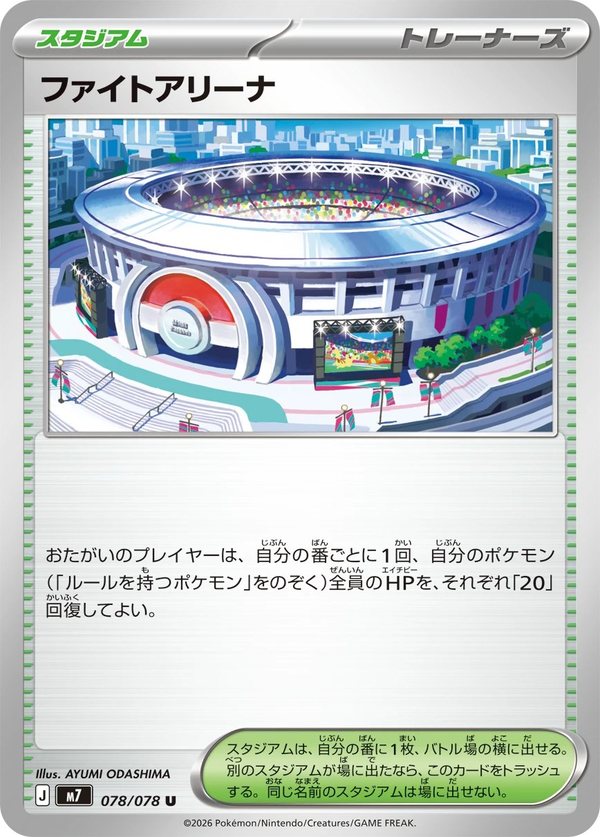 スタジアム
トレーナーズ
ファイトアリーナ
おたがいのプレイヤーは、自分の番ごとに1回、自分のポケモン
(「ルールを持つポケモン」をのぞく)全員のHPを、それぞれ「20」
回復してよい。
スタジアムは、自分の番に1枚、バトル場の横に出せる。
別のスタジアムが場に出たなら、このカードをトラッシュ
する。同じ名前のスタジアムは場に出せない。
Illus. AYUMI ODASHIMA
J M7 078/078 U
©2026 Pokémon/Nintendo/Creatures/GAME FREAK.